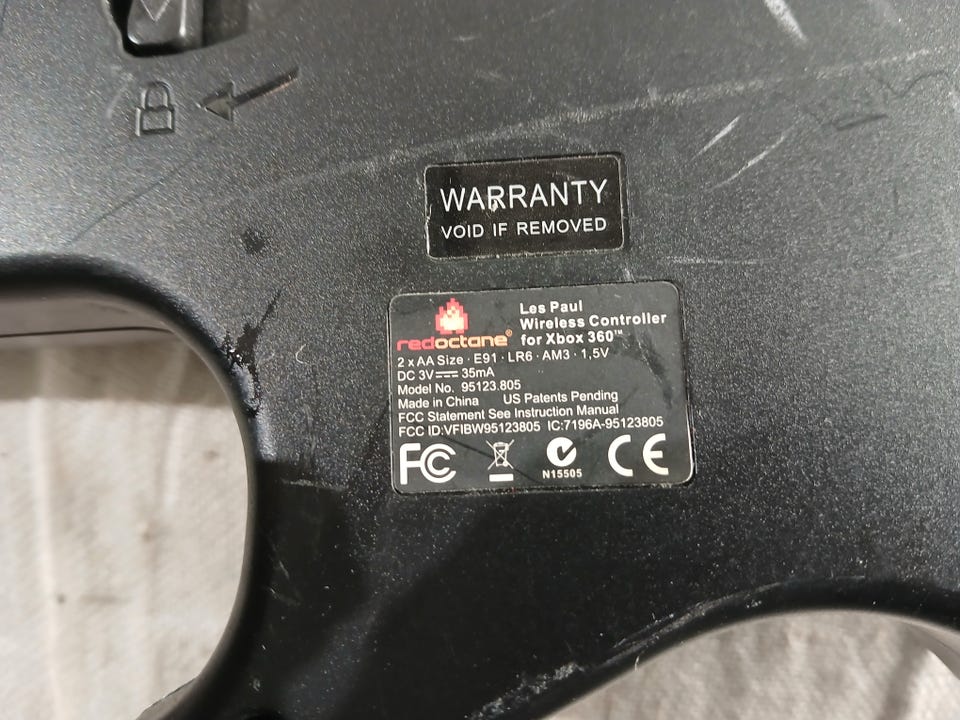 WARRANTY
VOID IF REMOVED
redoctane®
Les Paul
Wireless Controller
for Xbox 360™
2 x AA Size · E91 · LR6 · AM3 · 1,5V
DC 3V⎓ 35mA
Model No. 95123.805
Made in China US Patents Pending
FCC Statement See Instruction Manual
FCC ID:VFIBW95123805 IC:7196A-95123805
FC CE
N15505